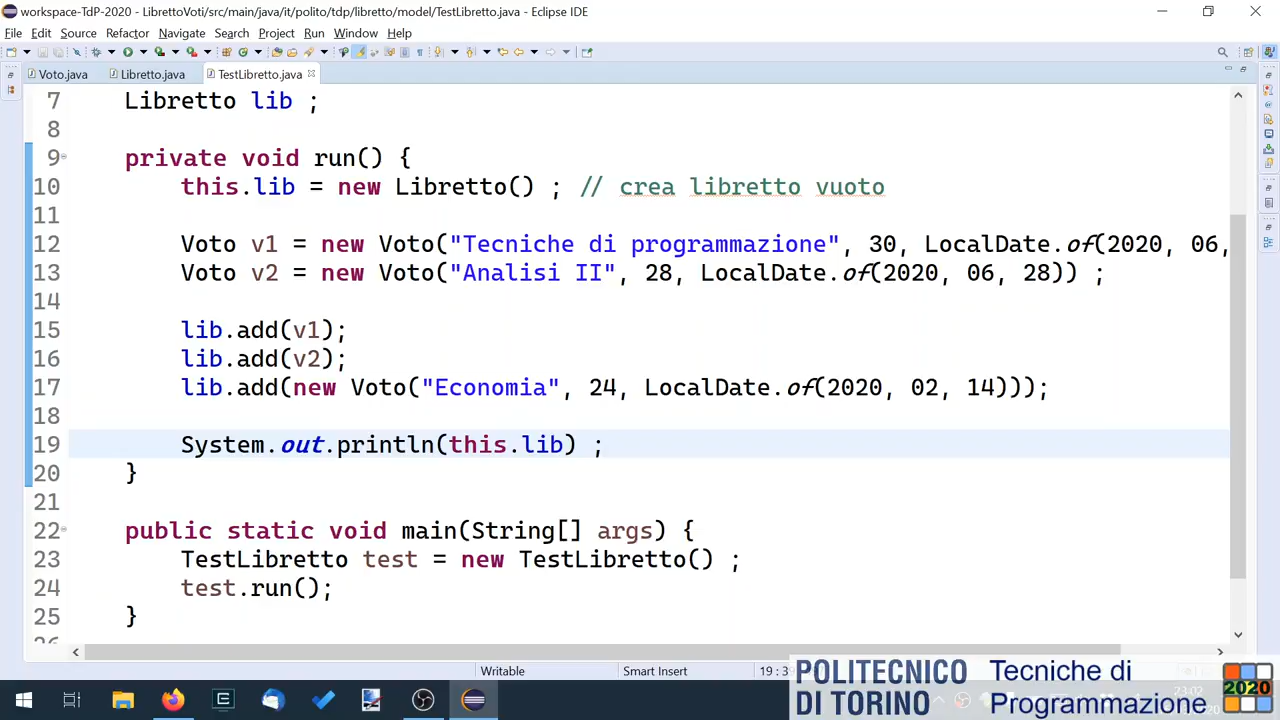 workspace-TdP-2020 - LibrettoVoti/src/main/java/it/polito/tdp/libretto/model/TestLibretto.java - Eclipse IDE
File Edit Source Refactor Navigate Search Project Run Window Help
Voto.java Libretto.java TestLibretto.java
7 Libretto lib ;
8
9 private void run() {
10 this.lib = new Libretto() ; // crea libretto vuoto
11
12 Voto v1 = new Voto("Tecniche di programmazione", 30, LocalDate.of(2020, 06,
13 Voto v2 = new Voto("Analisi II", 28, LocalDate.of(2020, 06, 28)) ;
14
15 lib.add(v1);
16 lib.add(v2);
17 lib.add(new Voto("Economia", 24, LocalDate.of(2020, 02, 14)));
18
19 System.out.println(this.lib) ;
20 }
21
22 public static void main(String[] args) {
23 TestLibretto test = new TestLibretto() ;
24 test.run();
25 }
Writable Smart Insert
POLITECNICO DI TORINO
Tecniche di Programmazione
2020